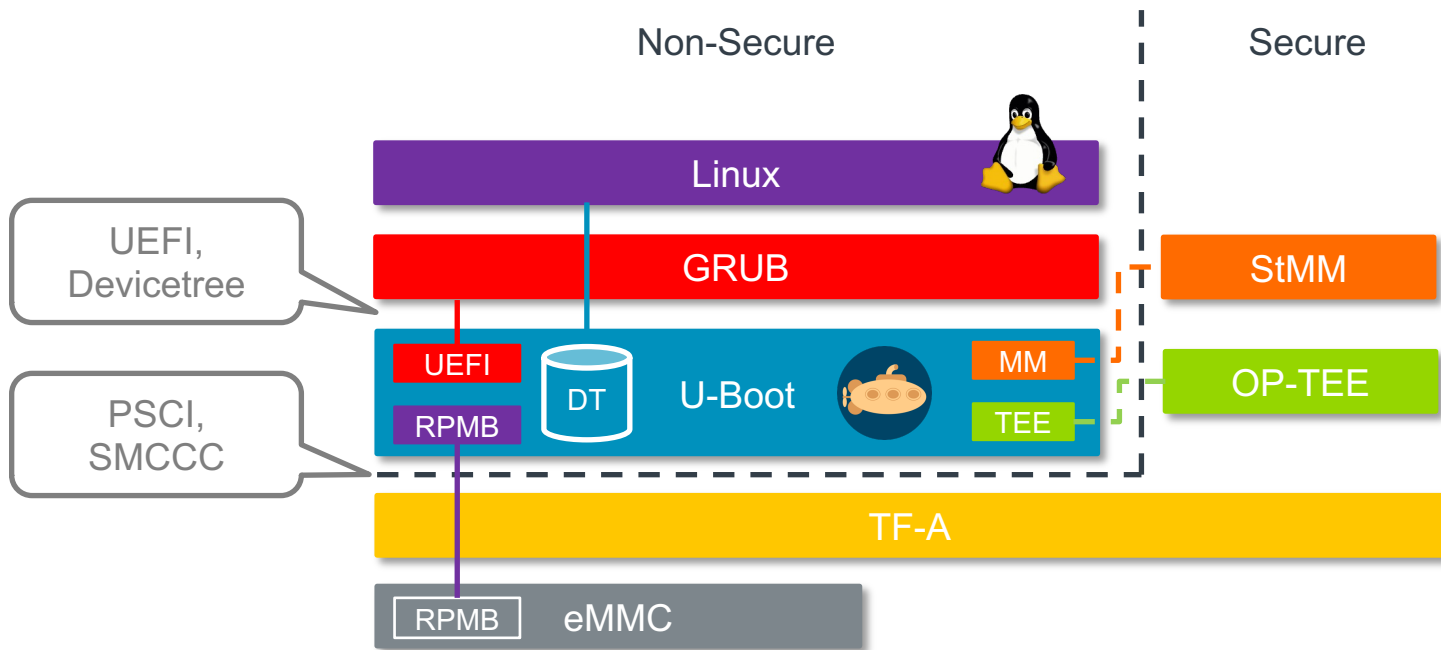 Non-Secure
Secure
Linux
UEFI,
Devicetree
GRUB
StMM
UEFI
DT
U-Boot
MM
OP-TEE
RPMB
TEE
PSCI,
SMCCC
TF-A
RPMB
eMMC